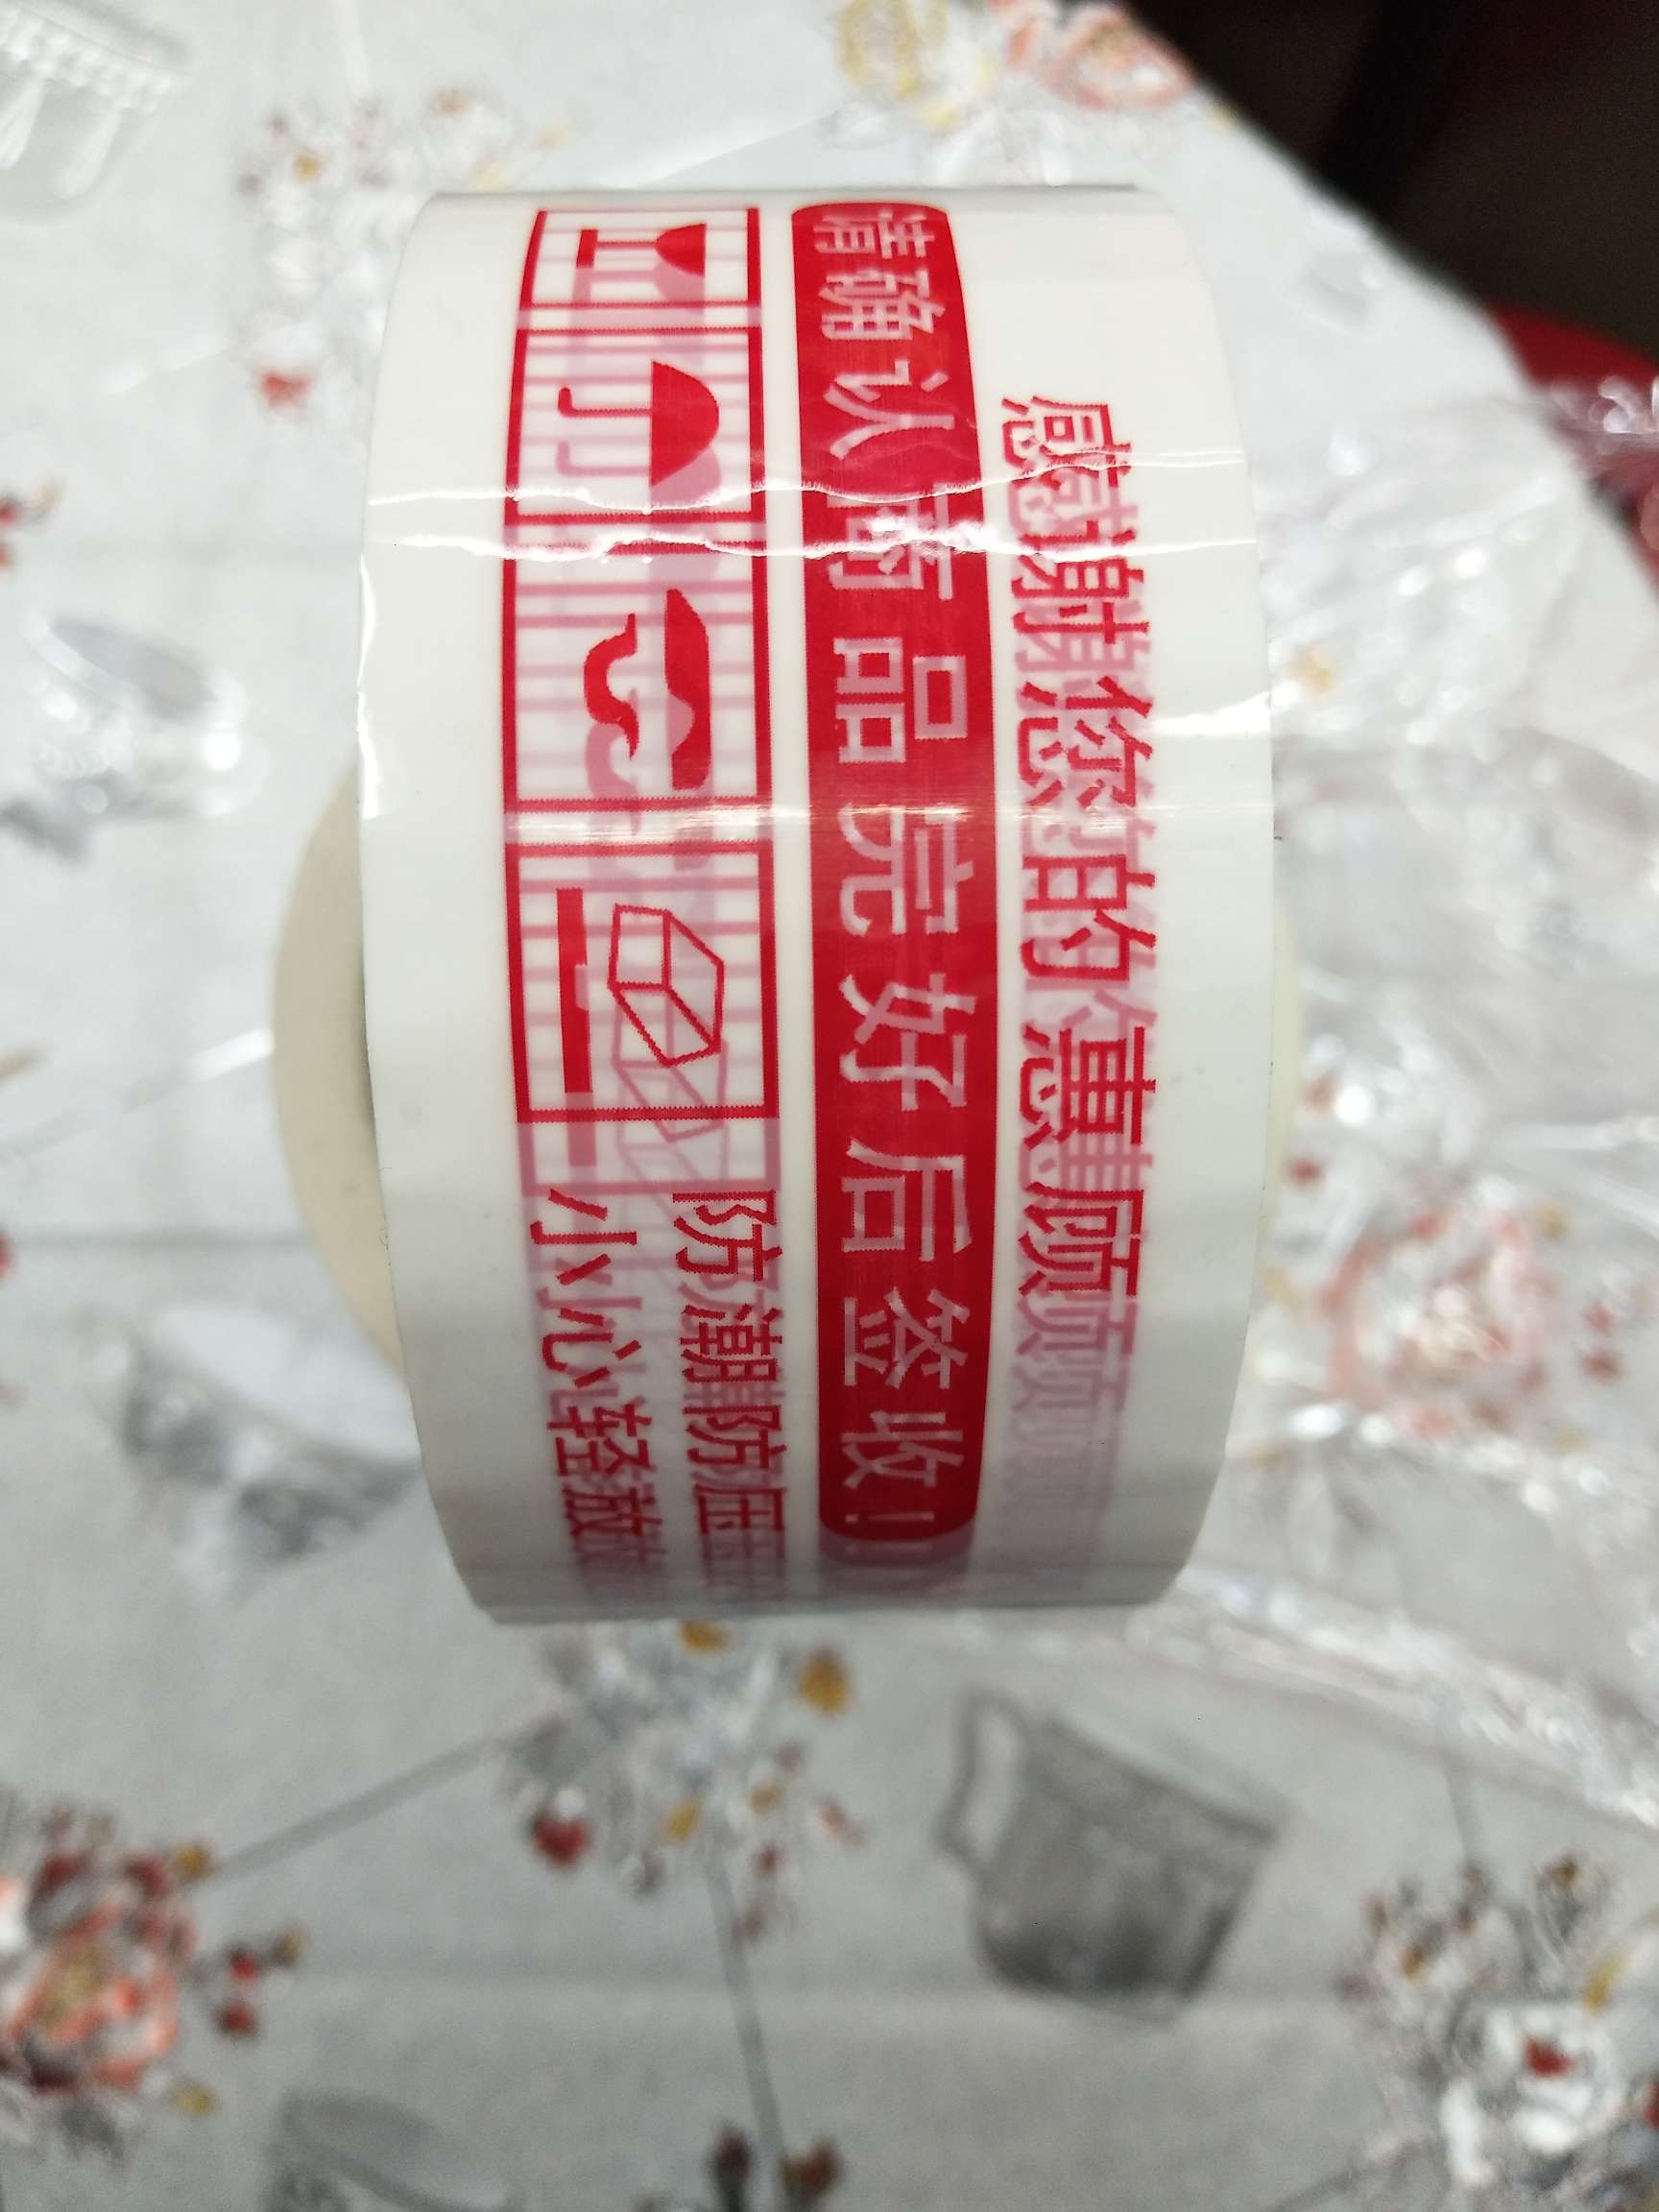 感谢您的惠顾
请确认商品完好后签收！
防潮防压
小心轻放